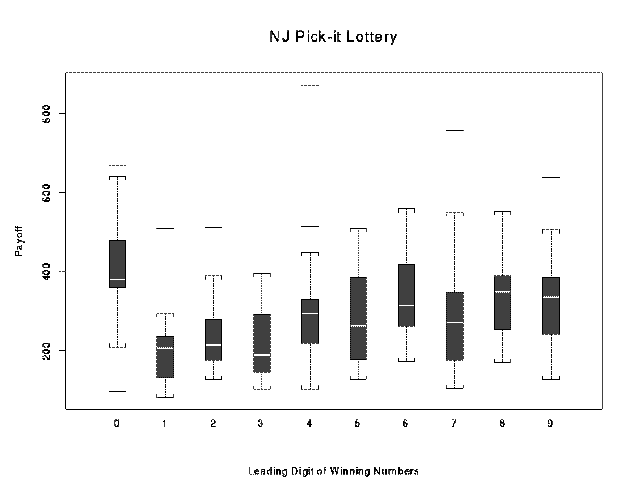 NJ Pick-it Lottery
Payoff
800
600
400
200
0 1 2 3 4 5 6 7 8 9
Leading Digit of Winning Numbers